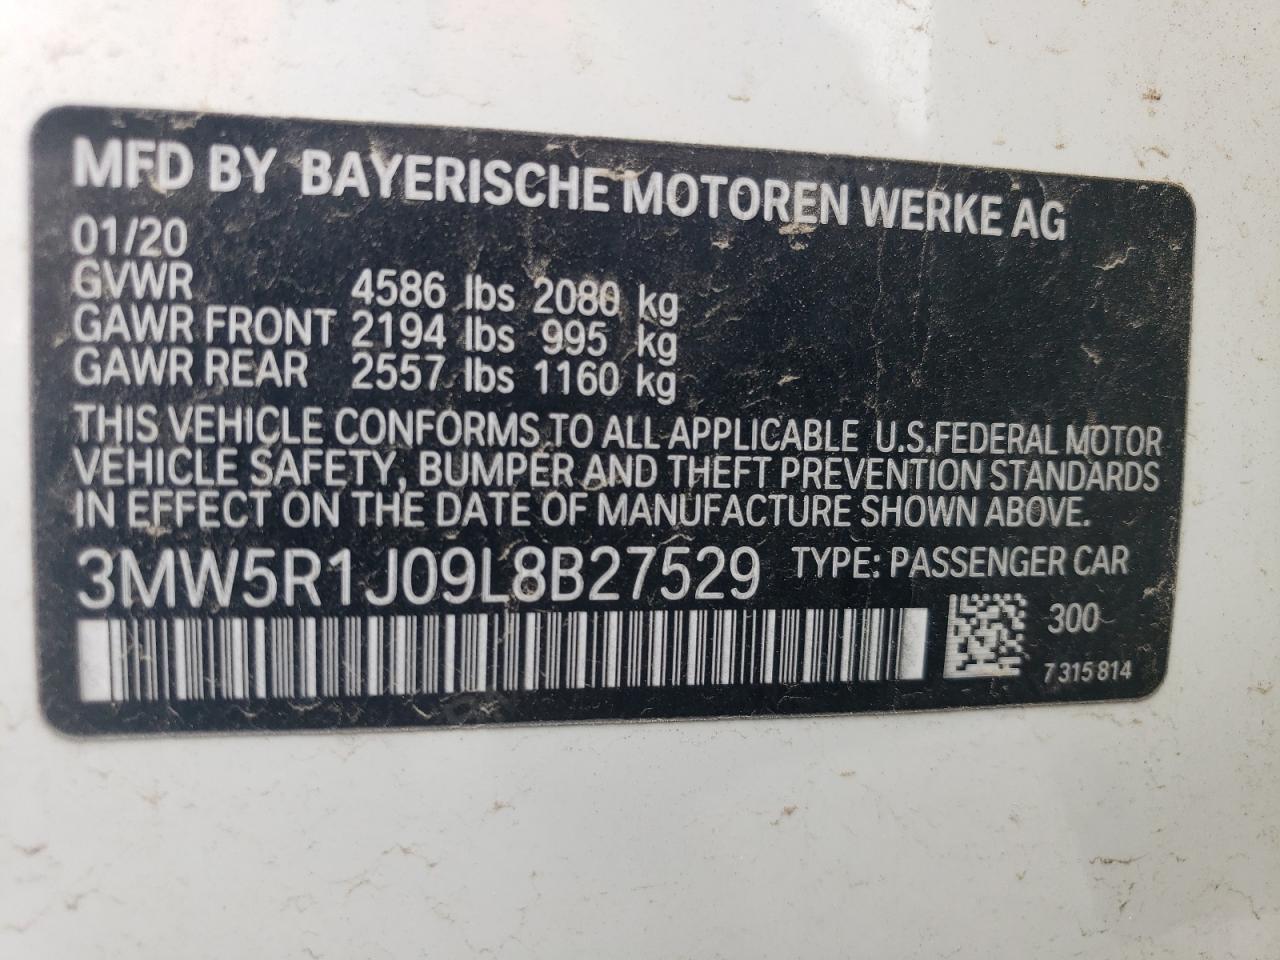 MFD BY BAYERISCHE MOTOREN WERKE AG
01/20
GVWR 4586 lbs 2080 kg
GAWR FRONT 2194 lbs 995 kg
GAWR REAR 2557 lbs 1160 kg
THIS VEHICLE CONFORMS TO ALL APPLICABLE U.S.FEDERAL MOTOR
VEHICLE SAFETY, BUMPER AND THEFT PREVENTION STANDARDS
IN EFFECT ON THE DATE OF MANUFACTURE SHOWN ABOVE.
3MW5R1J09L8B27529 TYPE: PASSENGER CAR
300
7 315 814